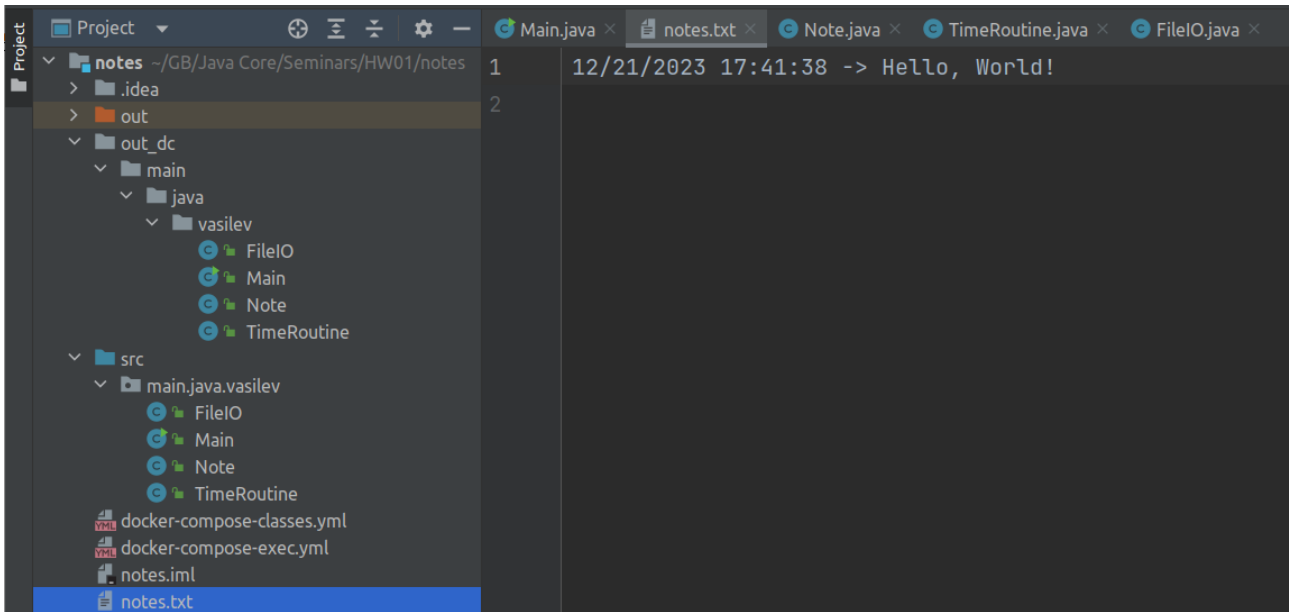 Project
Project
notes ~/GB/Java Core/Seminars/HW01/notes
.idea
out
out_dc
main
java
vasilev
FileIO
Main
Note
TimeRoutine
src
main.java.vasilev
FileIO
Main
Note
TimeRoutine
docker-compose-classes.yml
docker-compose-exec.yml
notes.iml
notes.txt
Main.java notes.txt Note.java TimeRoutine.java FileIO.java
1 12/21/2023 17:41:38 -> Hello, World!
2